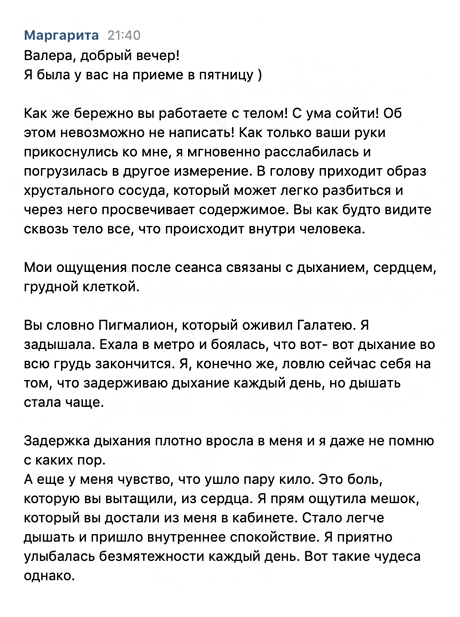 Маргарита 21:40
Валера, добрый вечер!
Я была у вас на приеме в пятницу )
Как же бережно вы работаете с телом! С ума сойти! Об
этом невозможно не написать! Как только ваши руки
прикоснулись ко мне, я мгновенно расслабилась и
погрузилась в другое измерение. В голову приходит образ
хрустального сосуда, который может легко разбиться и
через него просвечивает содержимое. Вы как будто видите
сквозь тело все, что происходит внутри человека.
Мои ощущения после сеанса связаны с дыханием, сердцем,
грудной клеткой.
Вы словно Пигмалион, который оживил Галатею. Я
задышала. Ехала в метро и боялась, что вот- вот дыхание во
всю грудь закончится. Я, конечно же, ловлю сейчас себя на
том, что задерживаю дыхание каждый день, но дышать
стала чаще.
Задержка дыхания плотно вросла в меня и я даже не помню
с каких пор.
А еще у меня чувство, что ушло пару кило. Это боль,
которую вы вытащили, из сердца. Я прям ощутила мешок,
который вы достали из меня в кабинете. Стало легче
дышать и пришло внутреннее спокойствие. Я приятно
улыбалась безмятежности каждый день. Вот такие чудеса
однако.